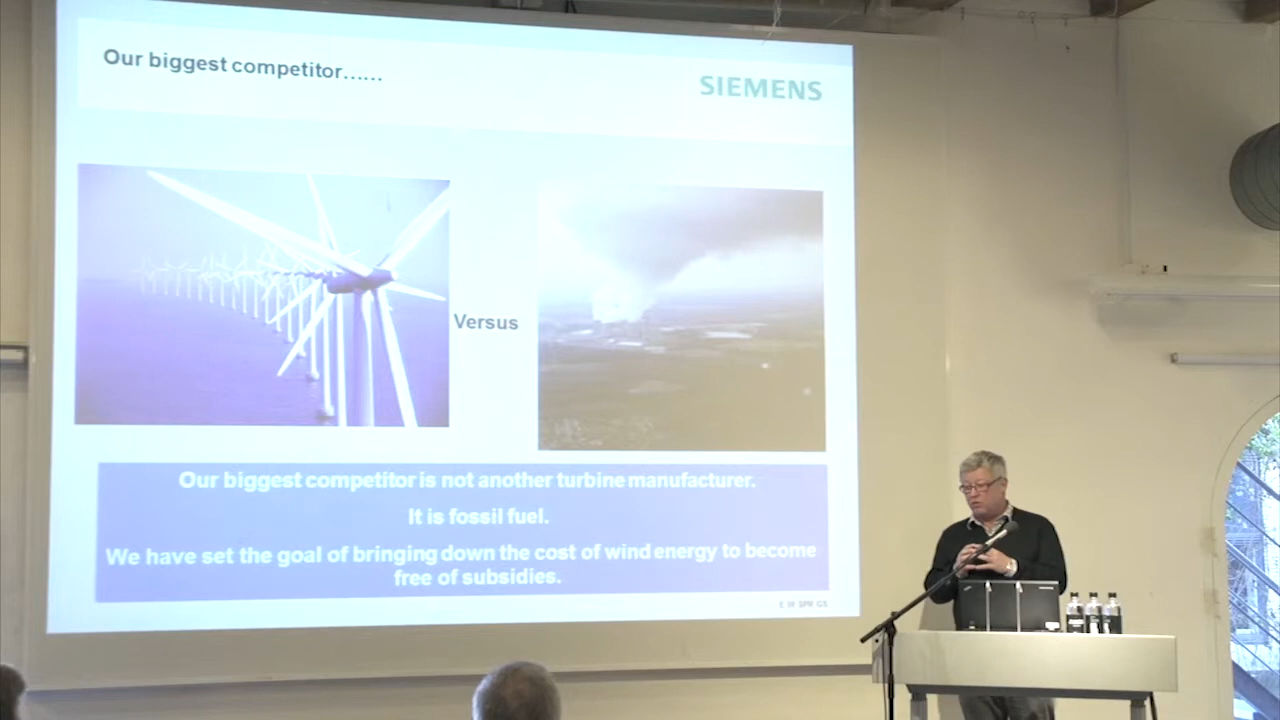 Our biggest competitor......
SIEMENS
Versus
Our biggest competitor is not another turbine manufacturer.
It is fossil fuel.
We have set the goal of bringing down the cost of wind energy to become
free of subsidies.